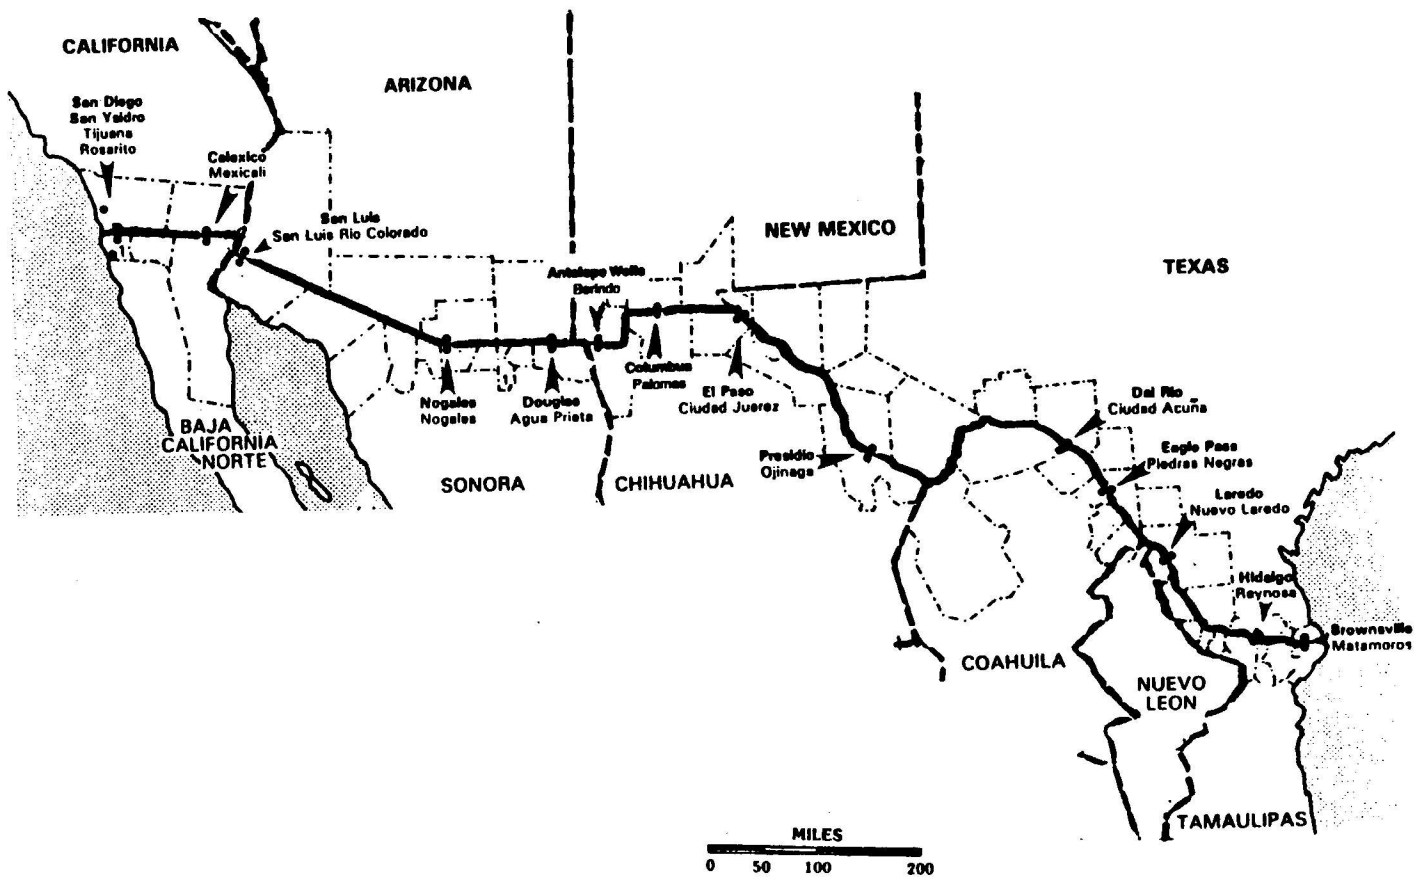 CALIFORNIA
ARIZONA
San Diego
San Ysidro
Tijuana
Rosarito
Calexico
Mexicali
San Luis
San Luis Rio Colorado
NEW MEXICO
TEXAS
Antelope Wells
Berindo
Columbus
Palomas
El Paso
Ciudad Juarez
Nogales
Nogales
Douglas
Agua Prieta
Del Rio
Ciudad Acuña
BAJA
CALIFORNIA
NORTE
Presidio
Ojinaga
Eagle Pass
Piedras Negras
SONORA
CHIHUAHUA
Laredo
Nuevo Laredo
Hidalgo
Reynosa
Brownsville
Matamoros
COAHUILA
NUEVO
LEON
TAMAULIPAS
MILES
0 50 100 200